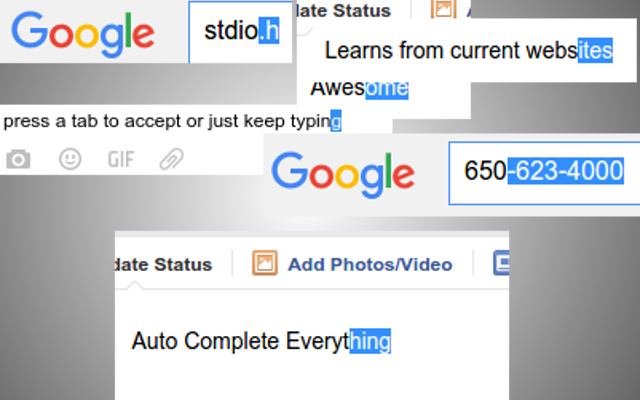 Google
stdio.h
date Status
Learns from current websites
Awesome
press a tab to accept or just keep typing
GIF
Google
650-623-4000
date Status
Add Photos/Video
Auto Complete Everything